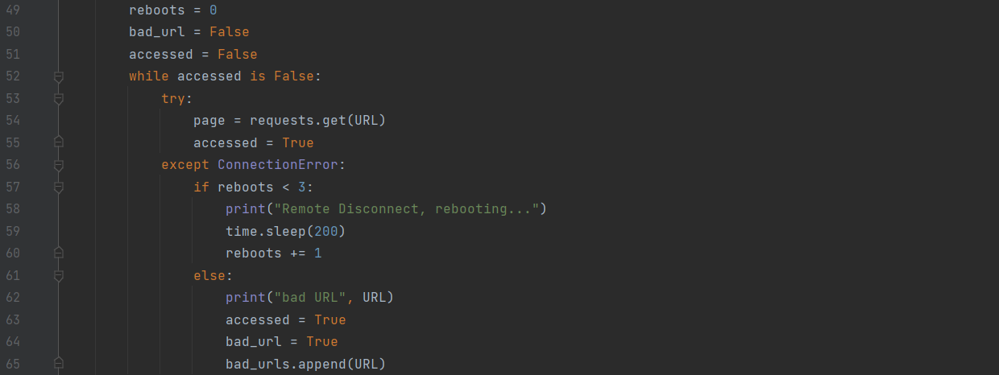 49 reboots = 0
50 bad_url = False
51 accessed = False
52 while accessed is False:
53 try:
54 page = requests.get(URL)
55 accessed = True
56 except ConnectionError:
57 if reboots < 3:
58 print("Remote Disconnect, rebooting...")
59 time.sleep(200)
60 reboots += 1
61 else:
62 print("bad URL", URL)
63 accessed = True
64 bad_url = True
65 bad_urls.append(URL)